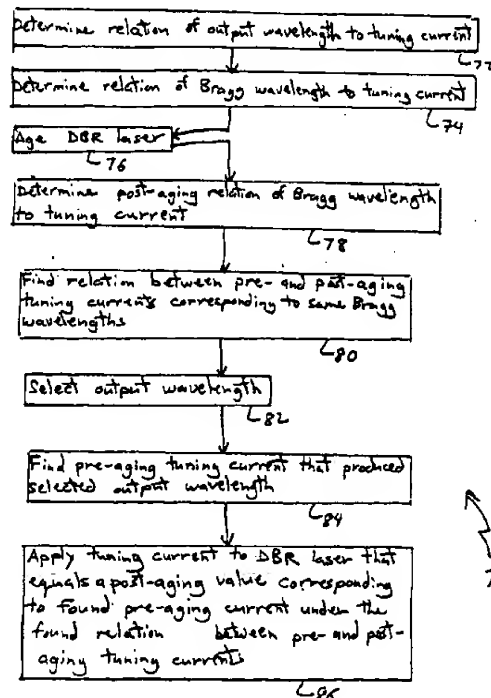 Determine relation of output wavelength to tuning current
Determine relation of Bragg wavelength to tuning current
74
Age DBR laser
76
Determine post-aging relation of Bragg wavelength
to tuning current
78
Find relation between pre- and post-aging
tuning currents corresponding to same Bragg
wavelengths
80
Select output wavelength
82
Find pre-aging tuning current that produced
selected output wavelength
84
Apply tuning current to DBR laser that
equals a post-aging value corresponding
to found pre-aging current under the
found relation between pre- and post-
aging tuning currents